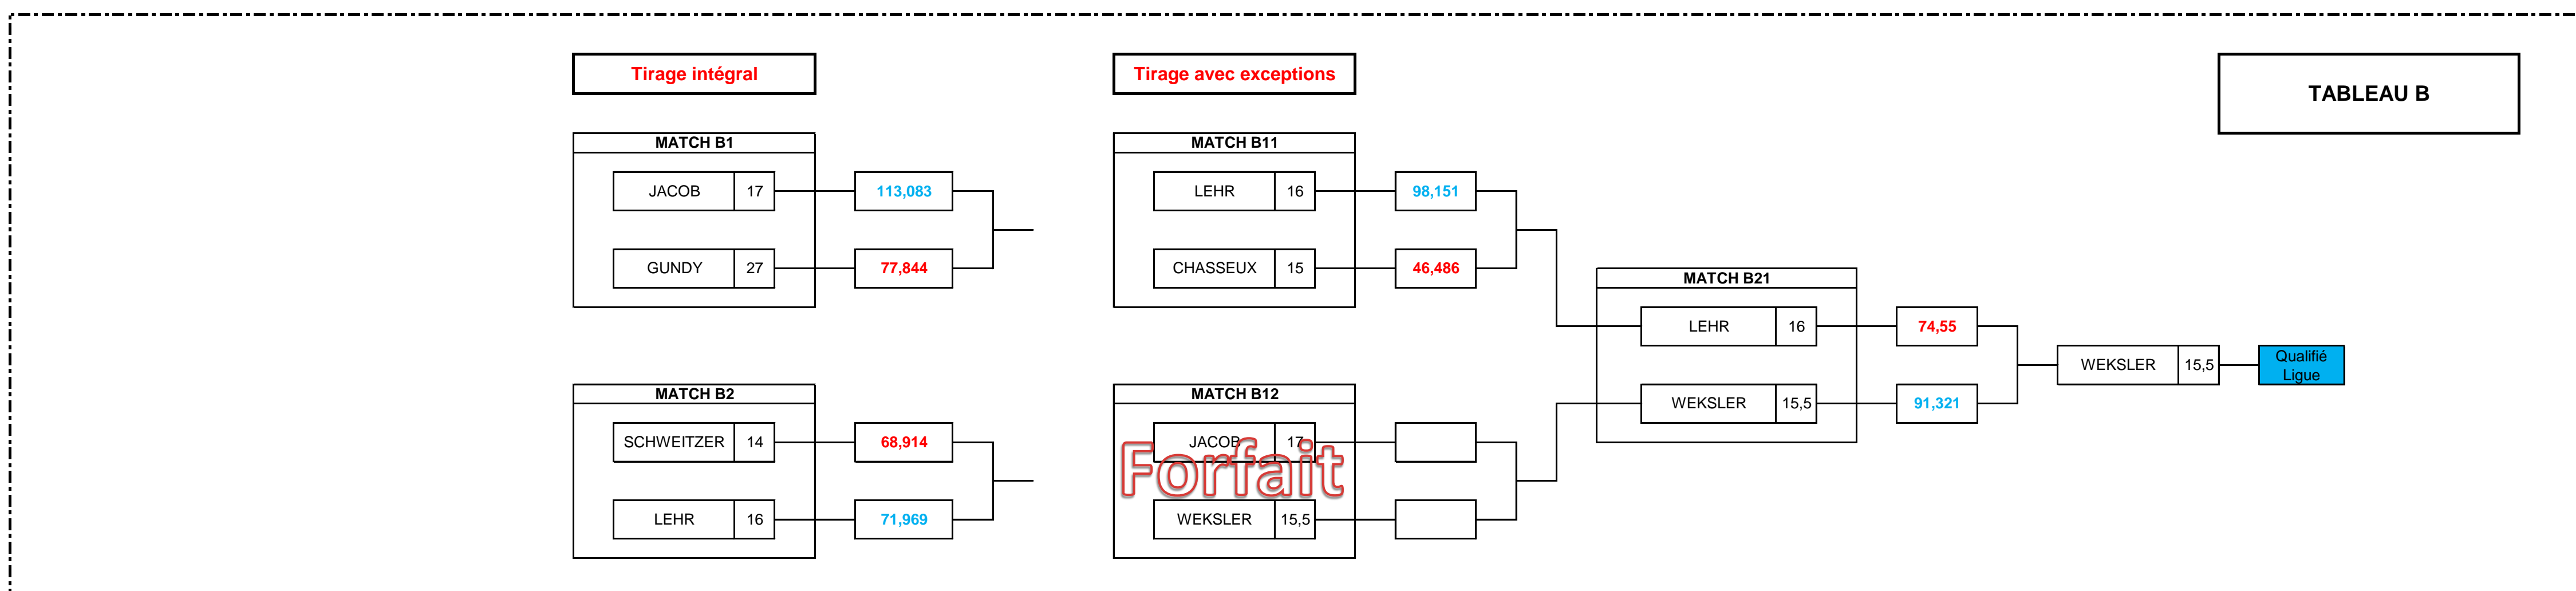 Tirage intégral
Tirage avec exceptions
TABLEAU B
MATCH B1
JACOB 17 113,083
GUNDY 27 77,844
MATCH B11
LEHR 16 98,151
CHASSEUX 15 46,486
MATCH B21
LEHR 16 74,55
WEKSLER 15,5 91,321
WEKSLER 15,5
Qualifié
Ligue
MATCH B2
SCHWEITZER 14 68,914
LEHR 16 71,969
MATCH B12
JACOB 17
Forfait
WEKSLER 15,5